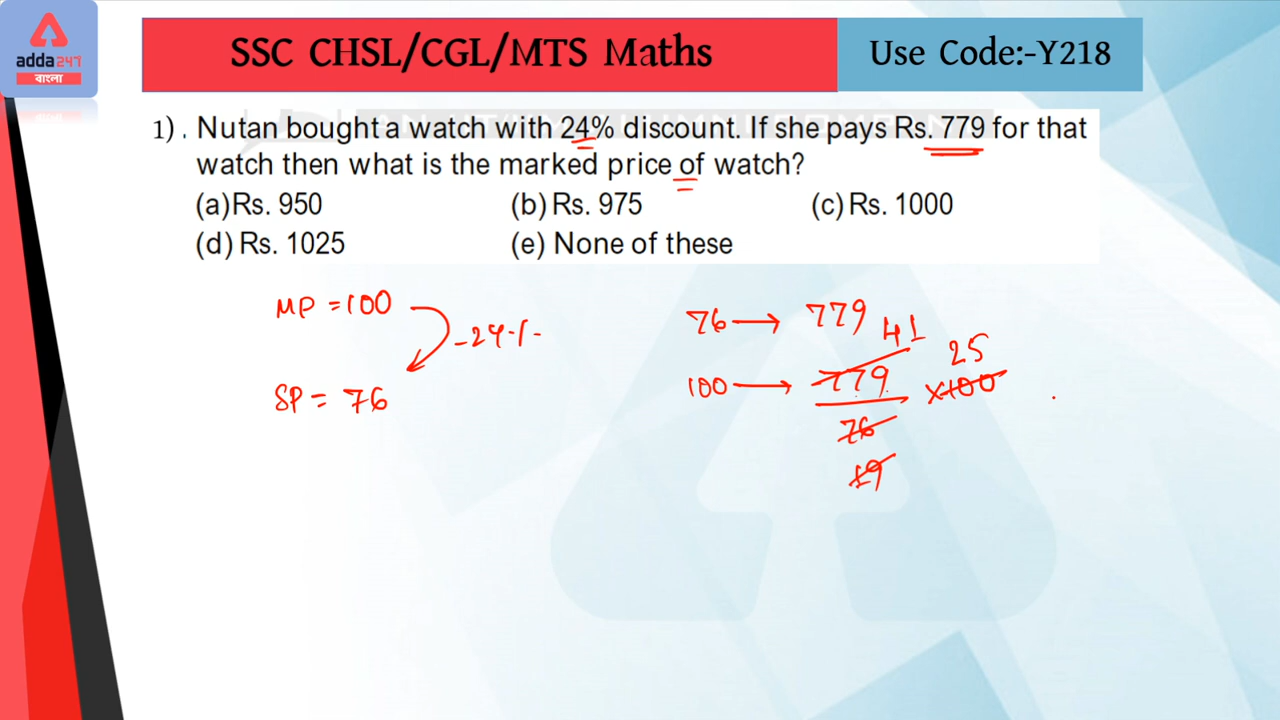 adda247
বাংলা
SSC CHSL/CGL/MTS Maths
Use Code:-Y218
1) . Nutan bought a watch with 24% discount. If she pays Rs. 779 for that
watch then what is the marked price of watch?
(a)Rs. 950 (b) Rs. 975 (c) Rs. 1000
(d) Rs. 1025 (e) None of these
MP = 100
-24%
SP = 76
76 → 779
41 25
100 → 779 ×100
76
19